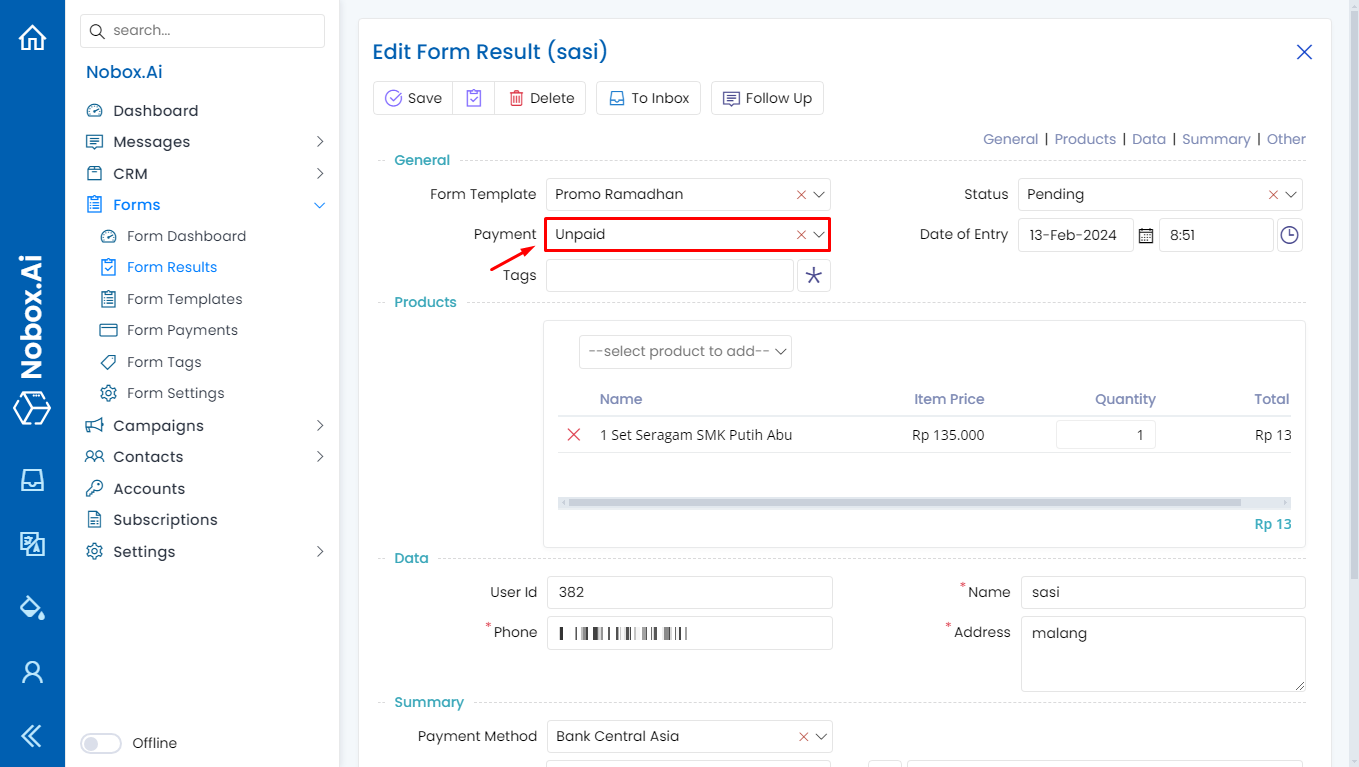 Nobox.Ai
search...
Nobox.Ai
Dashboard
Messages
CRM
Forms
Form Dashboard
Form Results
Form Templates
Form Payments
Form Tags
Form Settings
Campaigns
Contacts
Accounts
Subscriptions
Settings
Offline
Edit Form Result (sasi)
Save Delete To Inbox Follow Up
General | Products | Data | Summary | Other
General
Form Template Promo Ramadhan Status Pending
Payment Unpaid Date of Entry 13-Feb-2024 8:51
Tags
Products
--select product to add--
Name Item Price Quantity Total
1 Set Seragam SMK Putih Abu Rp 135.000 1 Rp 13
Rp 13
Data
User Id 382 *Name sasi
*Phone *Address malang
Summary
Payment Method Bank Central Asia